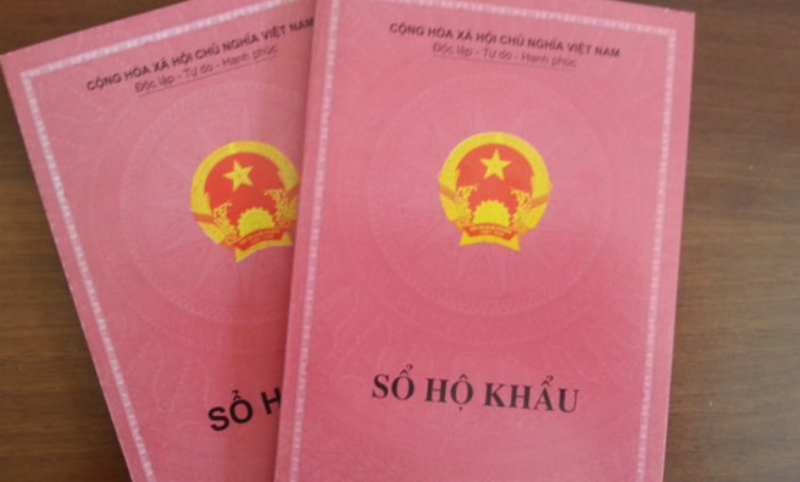 CỘNG HÒA XÃ HỘI CHỦ NGHĨA VIỆT NAM
Độc lập - Tự do - Hạnh phúc
SỔ H
CỘNG HÒA XÃ HỘI CHỦ NGHĨA VIỆT NAM
Độc lập - Tự do - Hạnh phúc
SỔ HỘ KHẨU